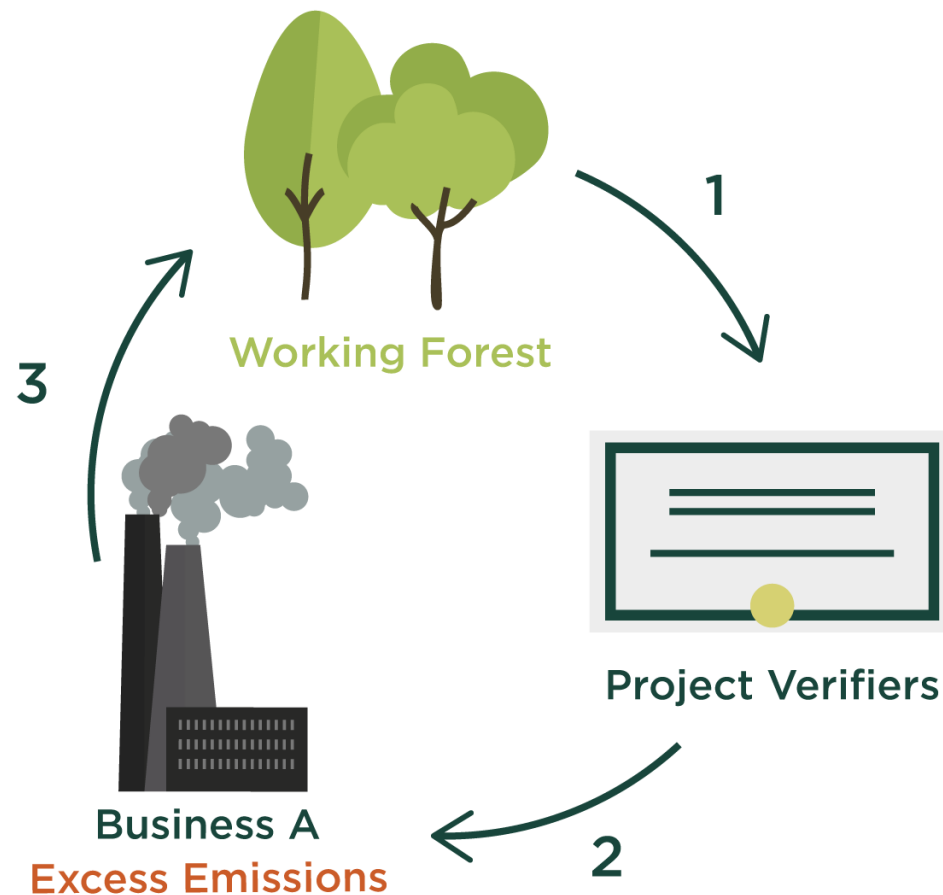 1
Working Forest
3
Project Verifiers
Business A
Excess Emissions
2